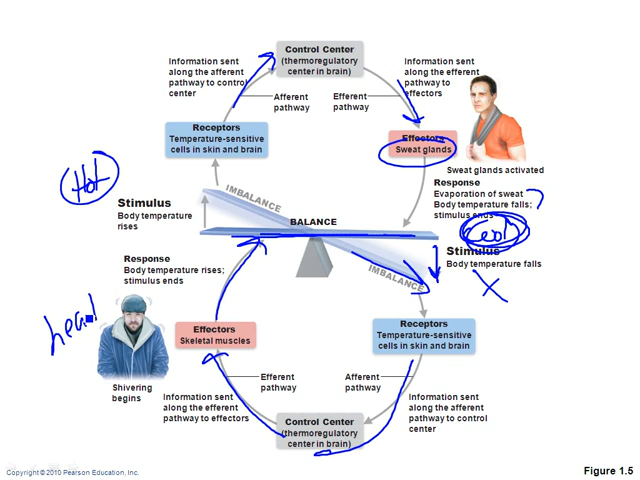 Control Center
(thermoregulatory
center in brain)
Information sent
along the afferent
pathway to control
center
Information sent
along the efferent
pathway to
effectors
Afferent
pathway
Efferent
pathway
Receptors
Temperature-sensitive
cells in skin and brain
Effectors
Sweat glands
Sweat glands activated
Hot
Response
Evaporation of sweat
Body temperature falls;
stimulus ends
Stimulus
Body temperature
rises
IMBALANCE
BALANCE
IMBALANCE
Cool
Stimulus
Body temperature falls
Response
Body temperature rises;
stimulus ends
Effectors
Skeletal muscles
Receptors
Temperature-sensitive
cells in skin and brain
Shivering
begins
Efferent
pathway
Afferent
pathway
Information sent
along the efferent
pathway to effectors
Control Center
(thermoregulatory
center in brain)
Information sent
along the afferent
pathway to control
center
Copyright © 2010 Pearson Education, Inc.
Figure 1.5